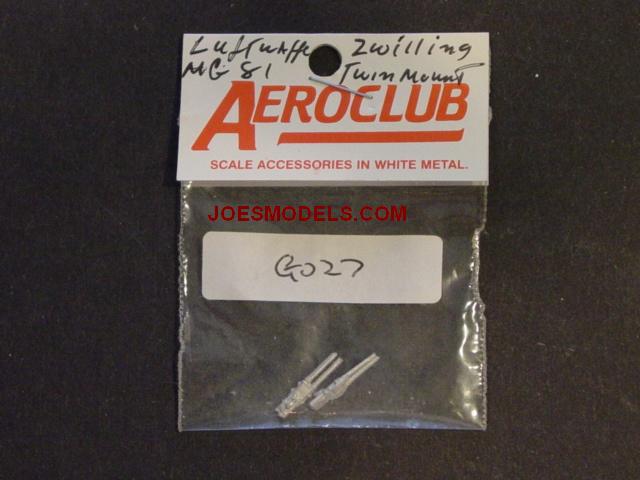 Luftwaffe Zwilling
MG 81 Twin Mount
AEROCLUB
SCALE ACCESSORIES IN WHITE METAL.
JOESMODELS.COM
G027